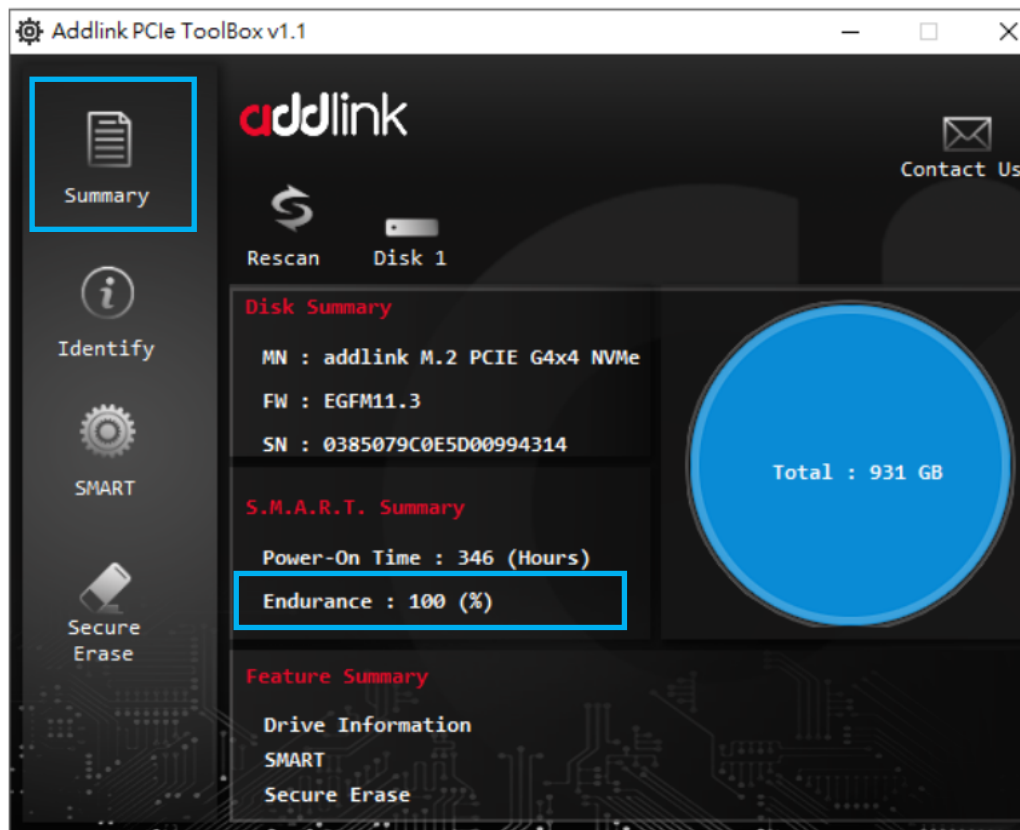 Addlink PCIe ToolBox v1.1
addlink
Contact Us
Summary
Rescan
Disk 1
Identify
SMART
Secure
Erase
Disk Summary
MN : addlink M.2 PCIE G4x4 NVMe
FW : EGFM11.3
SN : 0385079C0E5D00994314
Total : 931 GB
S.M.A.R.T. Summary
Power-On Time : 346 (Hours)
Endurance : 100 (%)
Feature Summary
Drive Information
SMART
Secure Erase